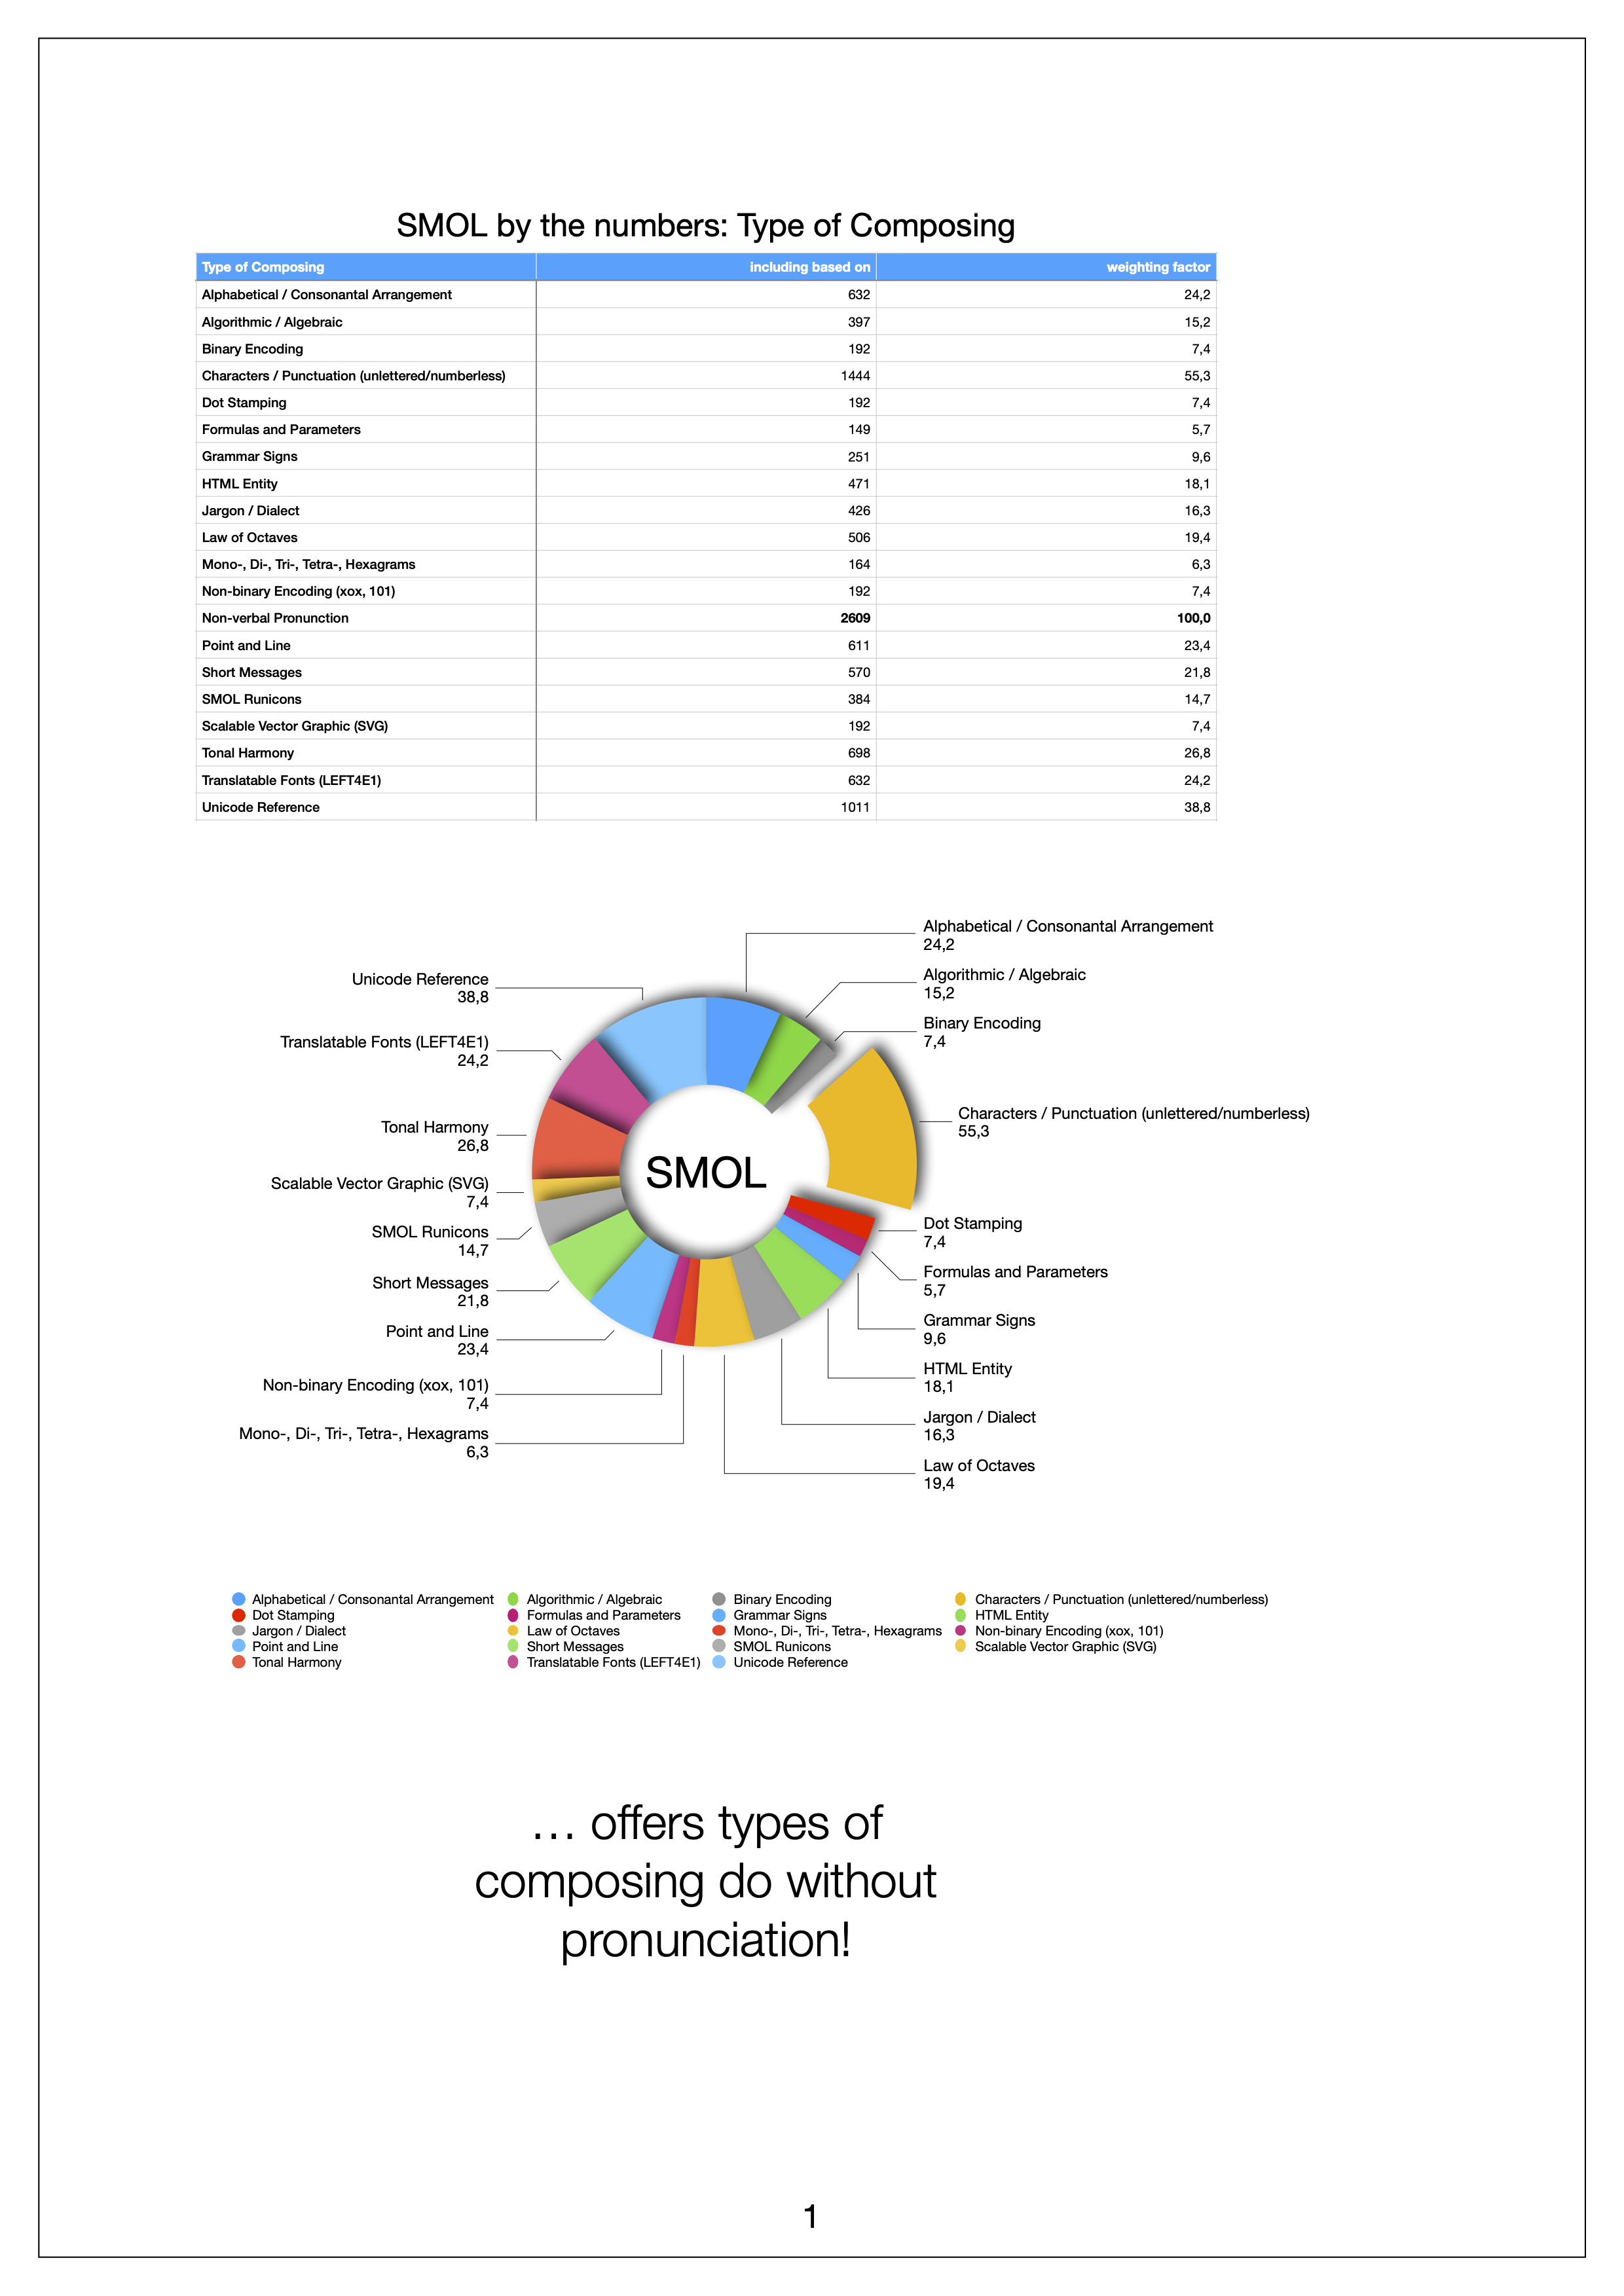 SMOL by the numbers: Type of Composing
Type of Composing including based on weighting factor
Alphabetical / Consonantal Arrangement 632 24,2
Algorithmic / Algebraic 397 15,2
Binary Encoding 192 7,4
Characters / Punctuation (unlettered/numberless) 1444 55,3
Dot Stamping 192 7,4
Formulas and Parameters 149 5,7
Grammar Signs 251 9,6
HTML Entity 471 18,1
Jargon / Dialect 426 16,3
Law of Octaves 506 19,4
Mono-, Di-, Tri-, Tetra-, Hexagrams 164 6,3
Non-binary Encoding (xox, 101) 192 7,4
Non-verbal Pronunction 2609 100,0
Point and Line 611 23,4
Short Messages 570 21,8
SMOL Runicons 384 14,7
Scalable Vector Graphic (SVG) 192 7,4
Tonal Harmony 698 26,8
Translatable Fonts (LEFT4E1) 632 24,2
Unicode Reference 1011 38,8
Alphabetical / Consonantal Arrangement
24,2
Algorithmic / Algebraic
15,2
Binary Encoding
7,4
Characters / Punctuation (unlettered/numberless)
55,3
Dot Stamping
7,4
Formulas and Parameters
5,7
Grammar Signs
9,6
HTML Entity
18,1
Jargon / Dialect
16,3
Law of Octaves
19,4
Unicode Reference
38,8
Translatable Fonts (LEFT4E1)
24,2
Tonal Harmony
26,8
Scalable Vector Graphic (SVG)
7,4
SMOL Runicons
14,7
Short Messages
21,8
Point and Line
23,4
Non-binary Encoding (xox, 101)
7,4
Mono-, Di-, Tri-, Tetra-, Hexagrams
6,3
SMOL
Alphabetical / Consonantal Arrangement Algorithmic / Algebraic Binary Encoding Characters / Punctuation (unlettered/numberless)
Dot Stamping Formulas and Parameters Grammar Signs HTML Entity
Jargon / Dialect Law of Octaves Mono-, Di-, Tri-, Tetra-, Hexagrams Non-binary Encoding (xox, 101)
Point and Line Short Messages SMOL Runicons Scalable Vector Graphic (SVG)
Tonal Harmony Translatable Fonts (LEFT4E1) Unicode Reference
… offers types of
composing do without
pronunciation!
1